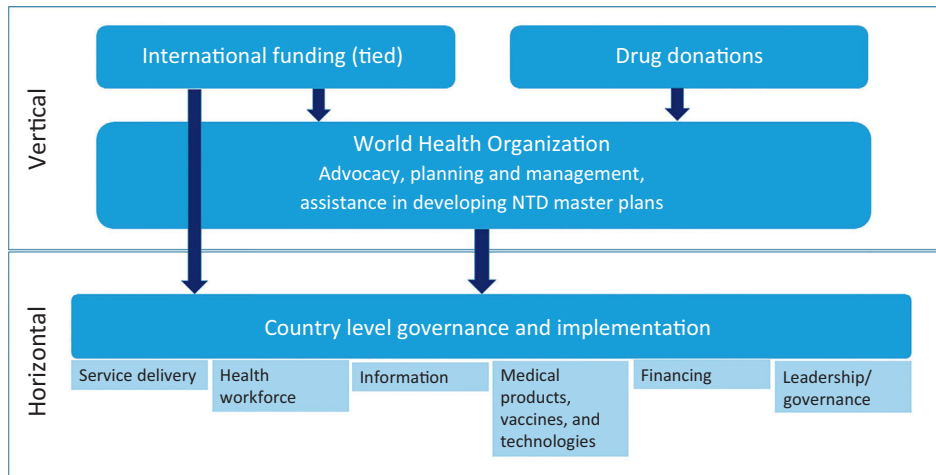 Vertical
International funding (tied)
Drug donations
World Health Organization
Advocacy, planning and management,
assistance in developing NTD master plans
Horizontal
Country level governance and implementation
Service delivery
Health
workforce
Information
Medical
products,
vaccines, and
technologies
Financing
Leadership/
governance